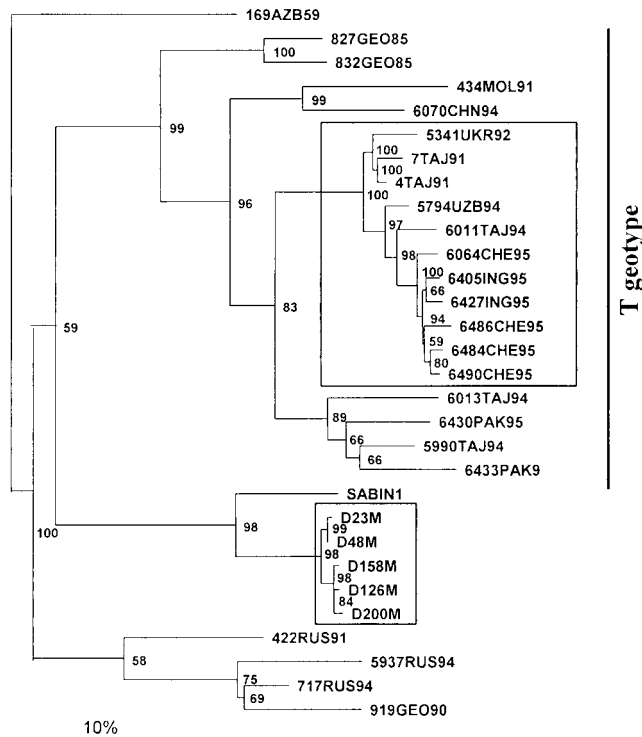 169AZB59
827GEO85
100
832GEO85
434MOL91
99
6070CHN94
99
5341UKR92
100
7TAJ91
100
4TAJ91
100
96
5794UZB94
97
6011TAJ94
98
6064CHE95
100
6405ING95
66
6427ING95
83
94
6486CHE95
59
59
6484CHE95
80
6490CHE95
6013TAJ94
89
6430PAK95
66
5990TAJ94
66
6433PAK9
T geotype
SABIN1
100
98
D23M
99
D48M
98
D158M
98
D126M
84
D200M
422RUS91
58
5937RUS94
75
717RUS94
69
919GEO90
10%